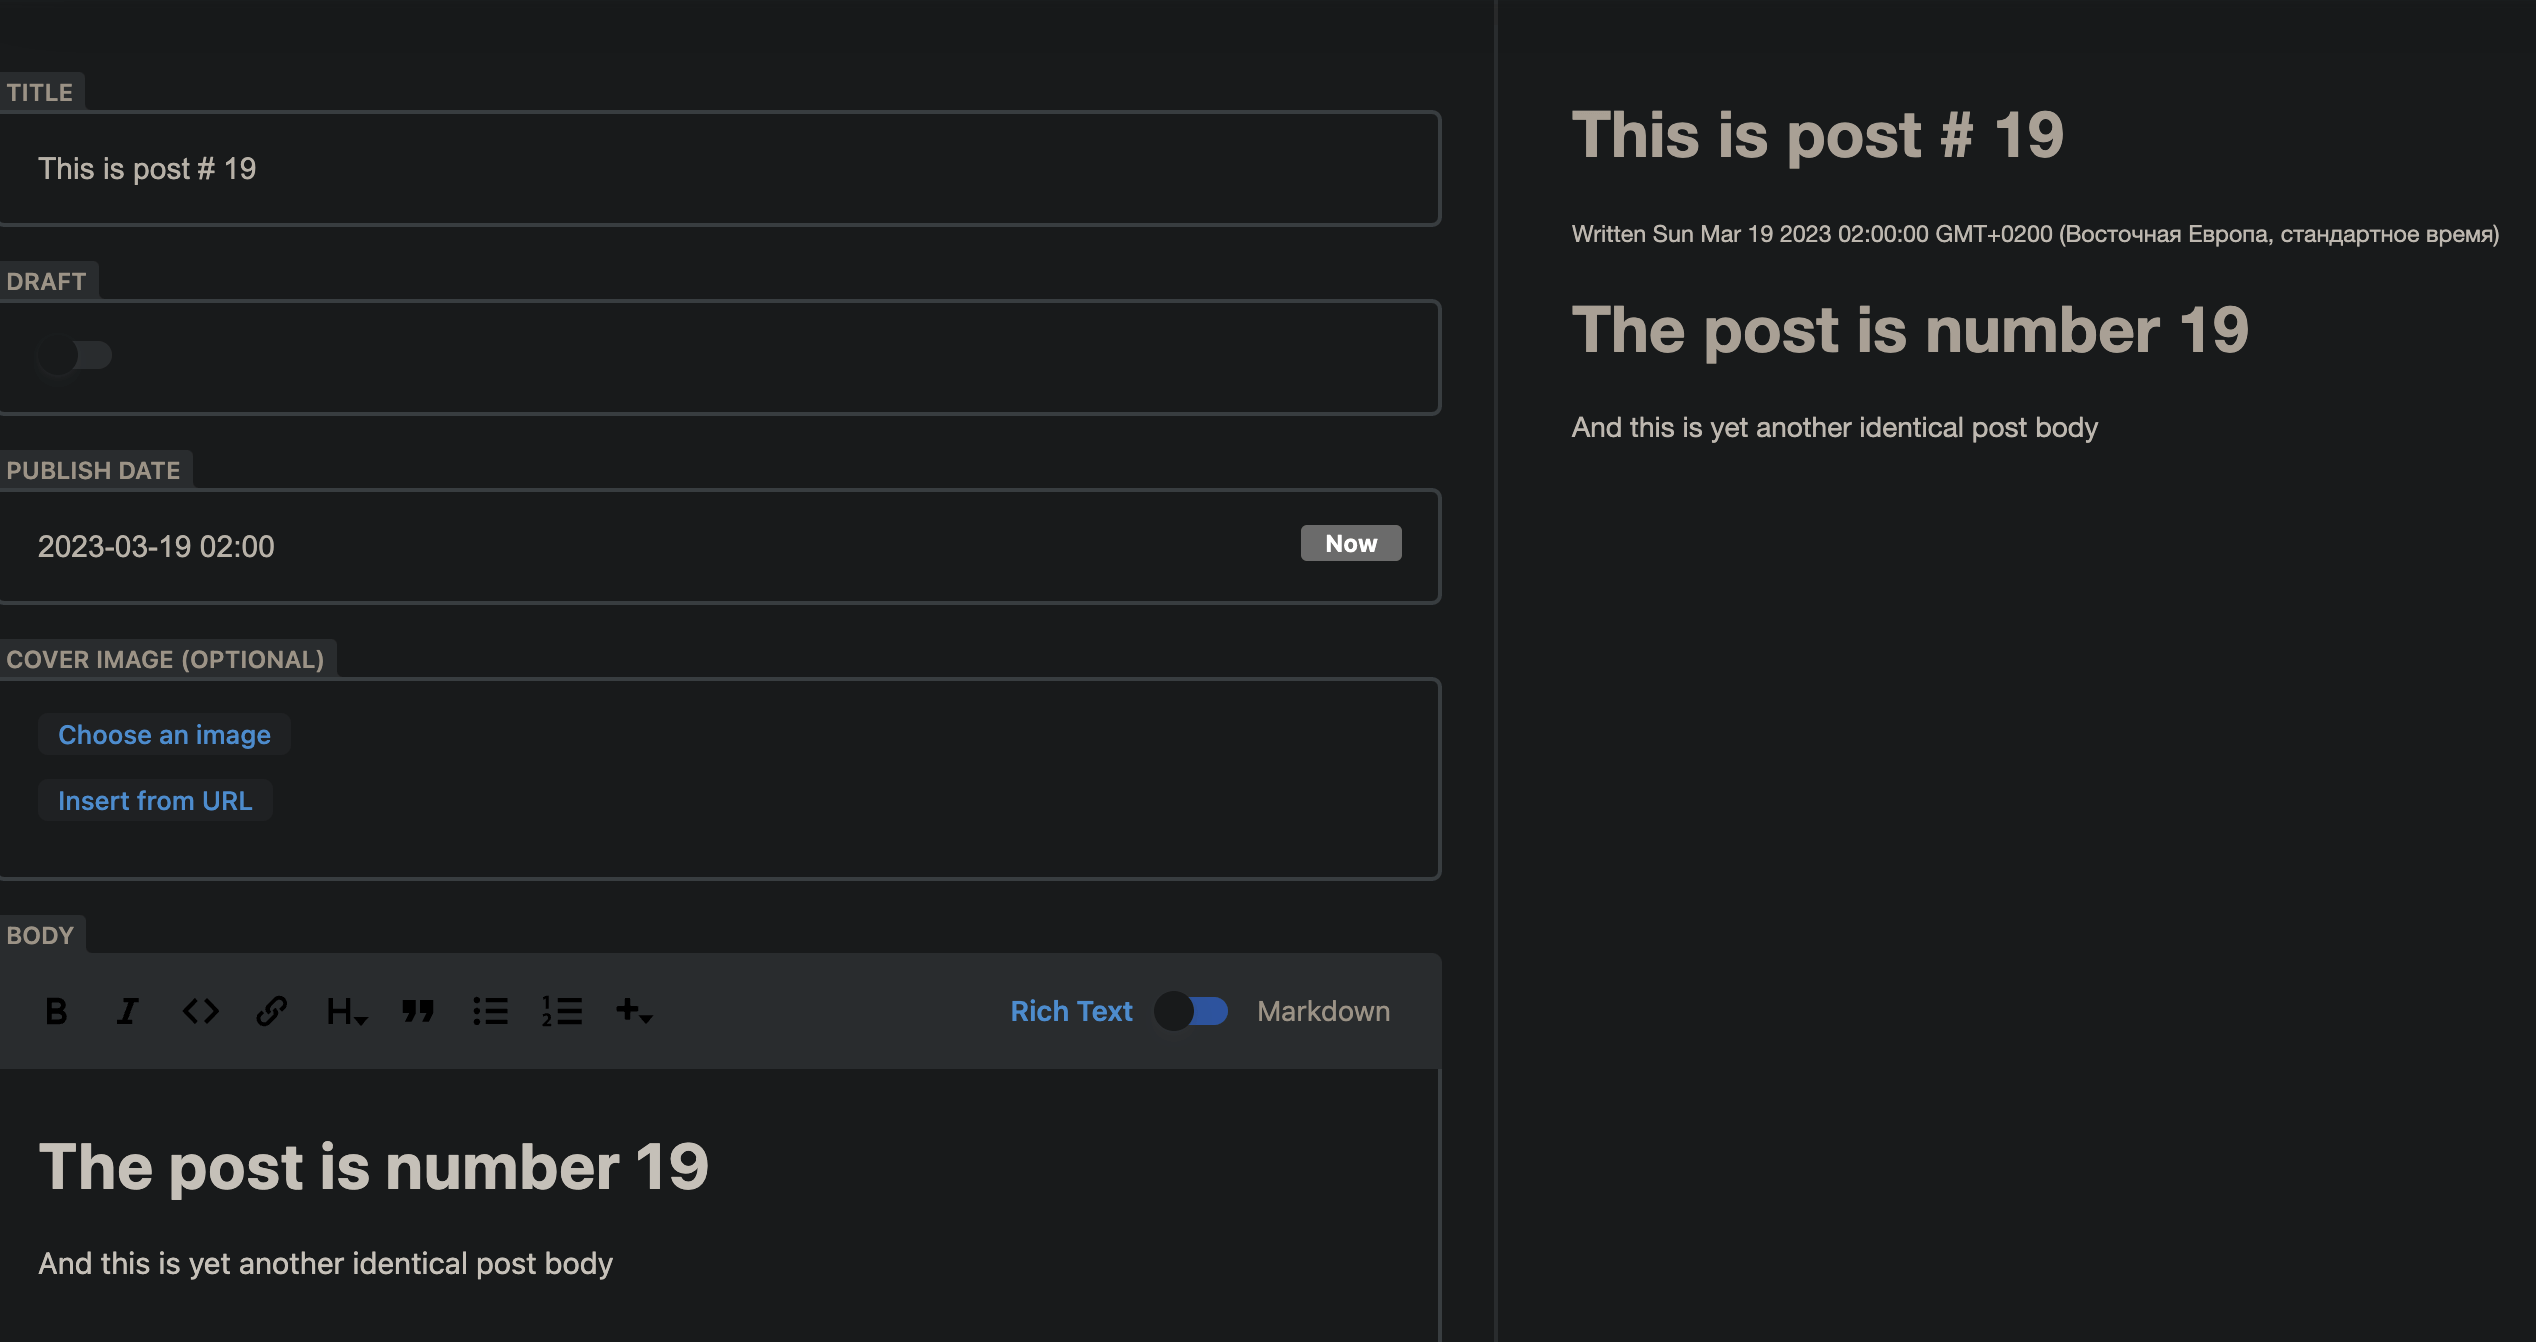 TITLE
This is post # 19
DRAFT
PUBLISH DATE
2023-03-19 02:00
Now
COVER IMAGE (OPTIONAL)
Choose an image
Insert from URL
BODY
B I <> H 1 2 +
Rich Text
Markdown
The post is number 19
And this is yet another identical post body
This is post # 19
Written Sun Mar 19 2023 02:00:00 GMT+0200 (Восточная Европа, стандартное время)
The post is number 19
And this is yet another identical post body